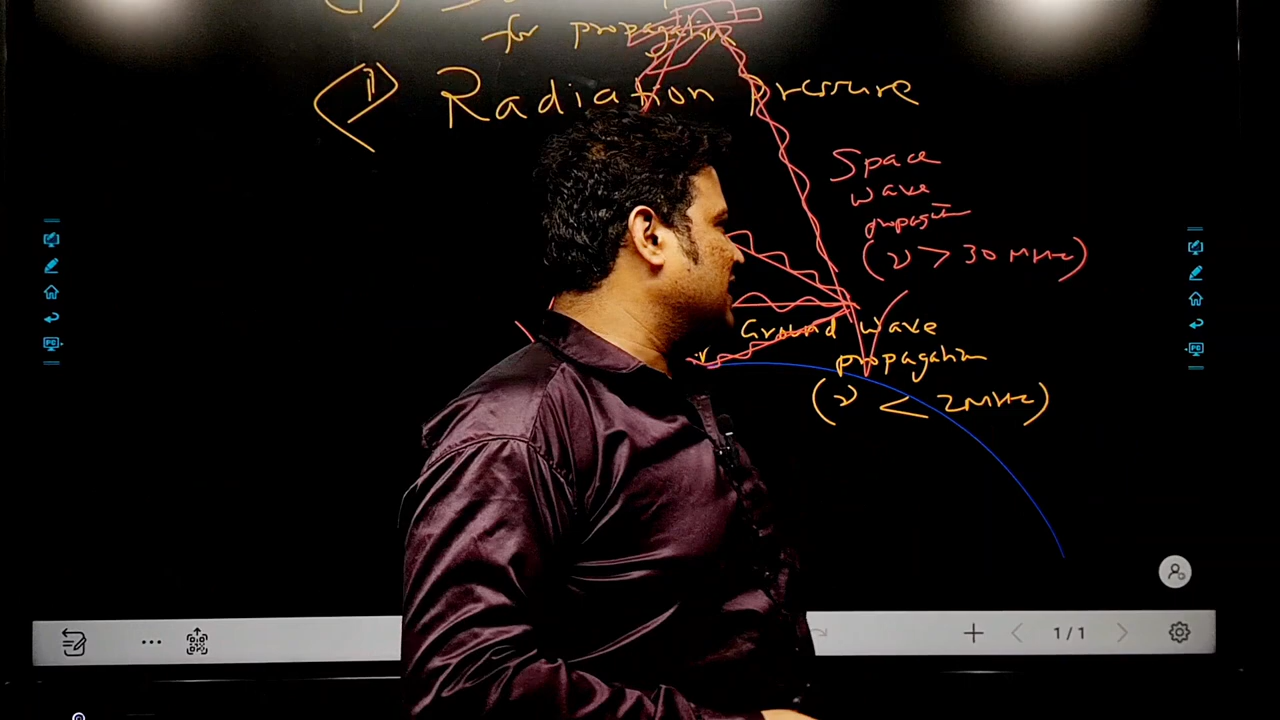 for propagation
Radiation pressure
Space
wave
propagation
(ν > 30 MHz)
Ground wave
propagation
(ν < 2MHz)
1/1